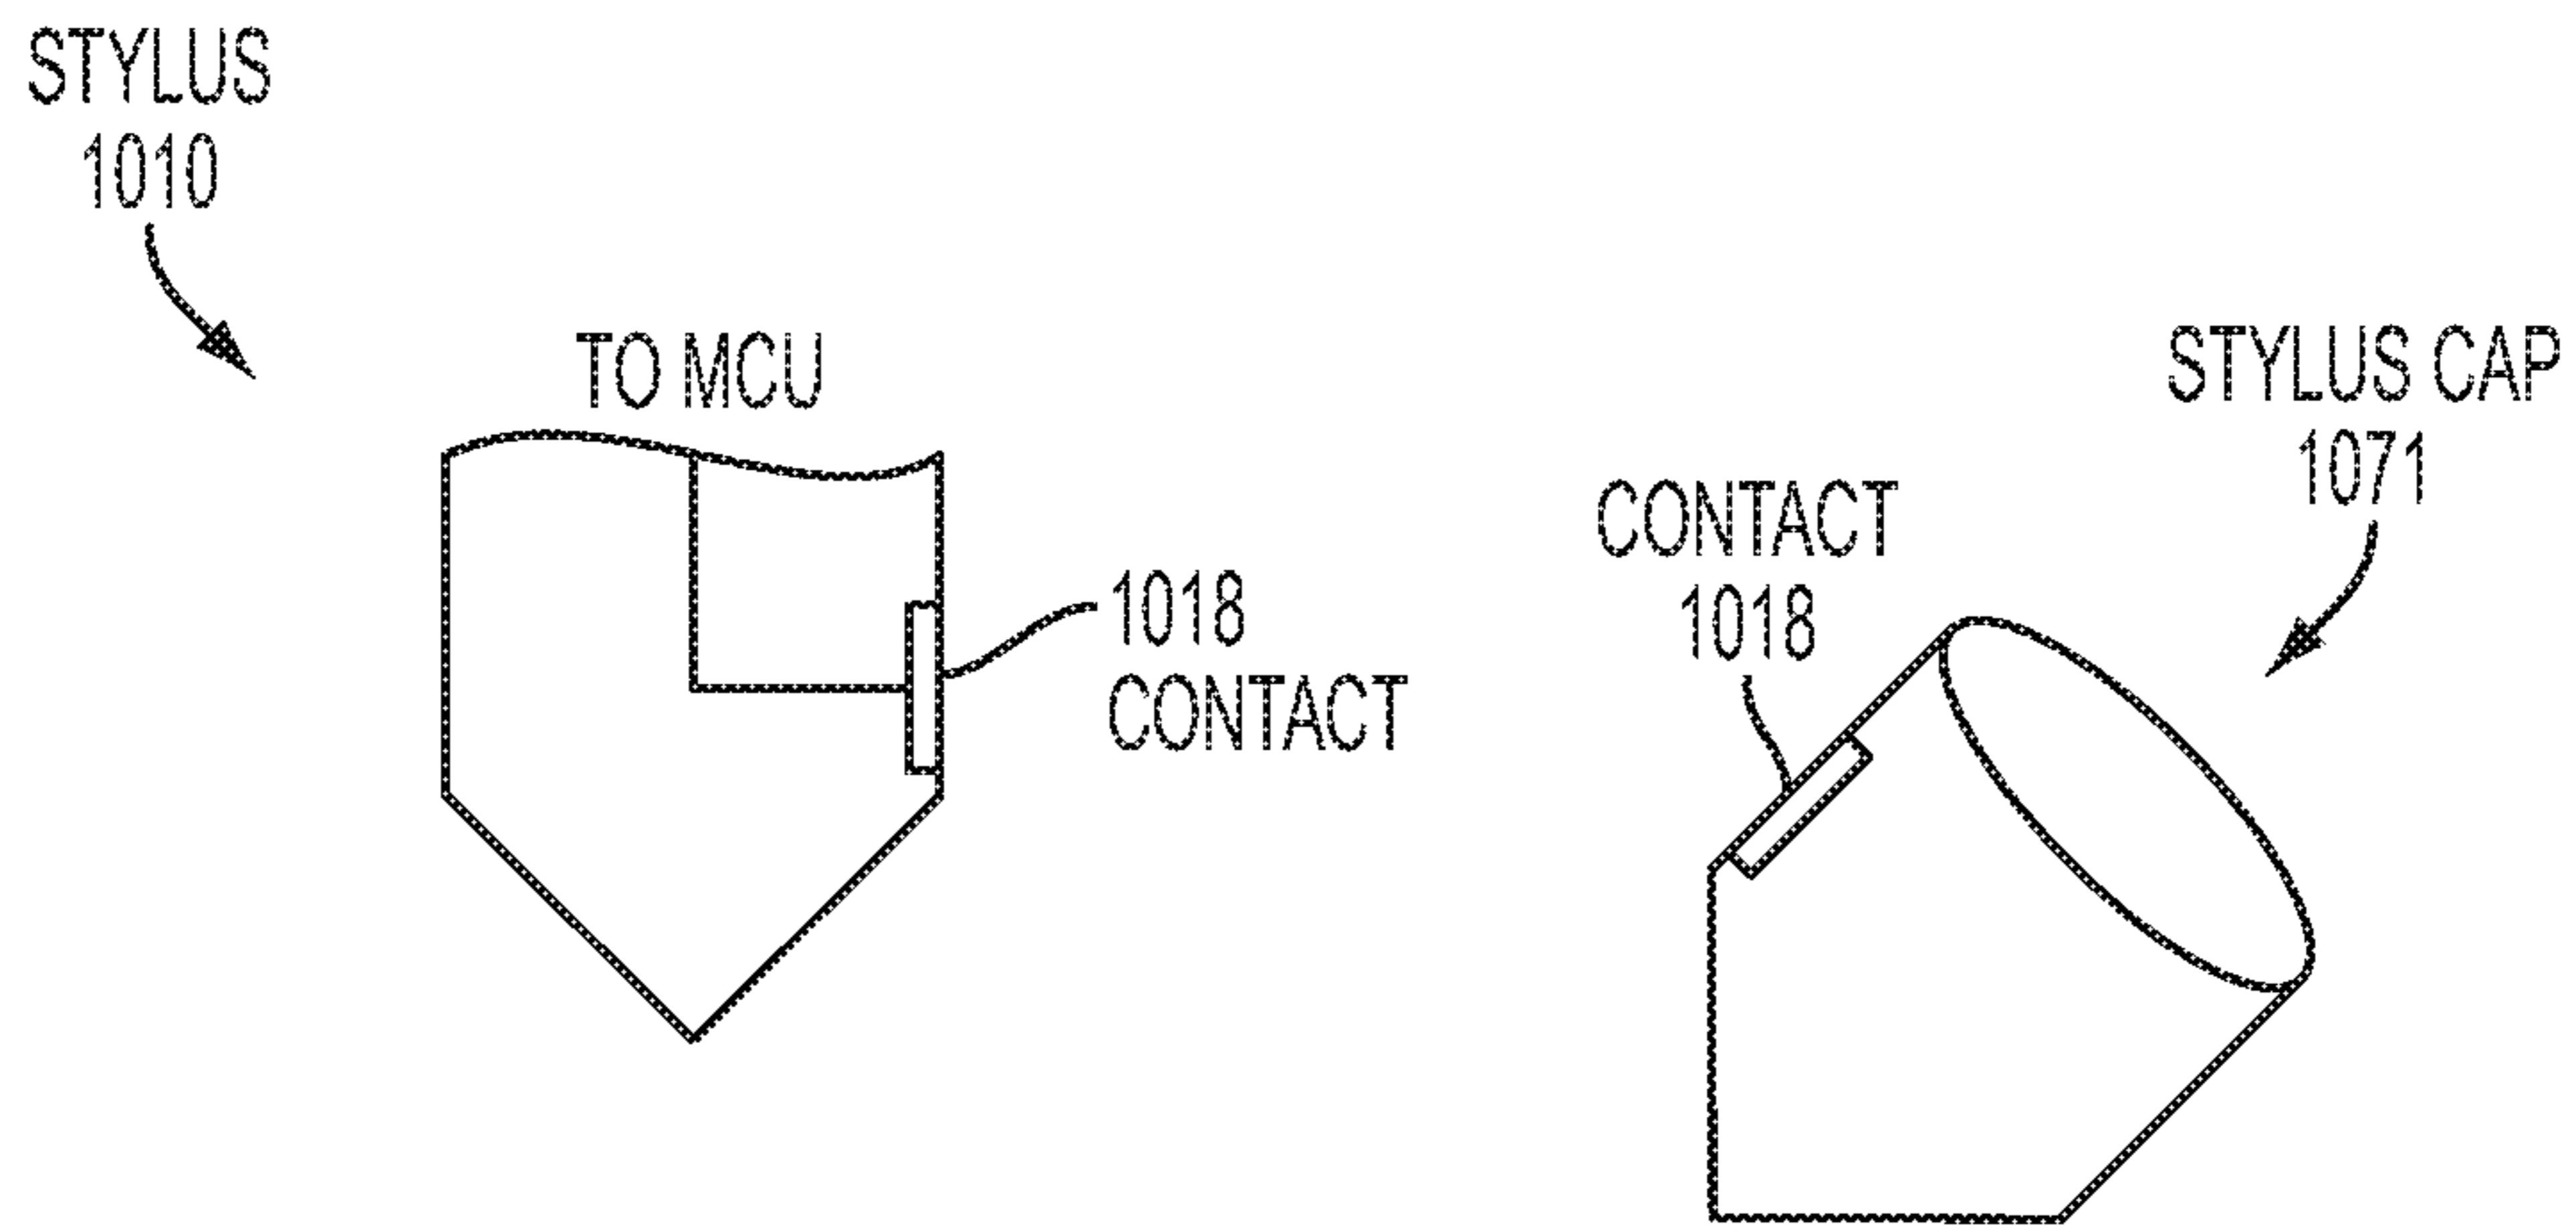 STYLUS
1010
TO MCU
1018
CONTACT
CONTACT
1018
STYLUS CAP
1071